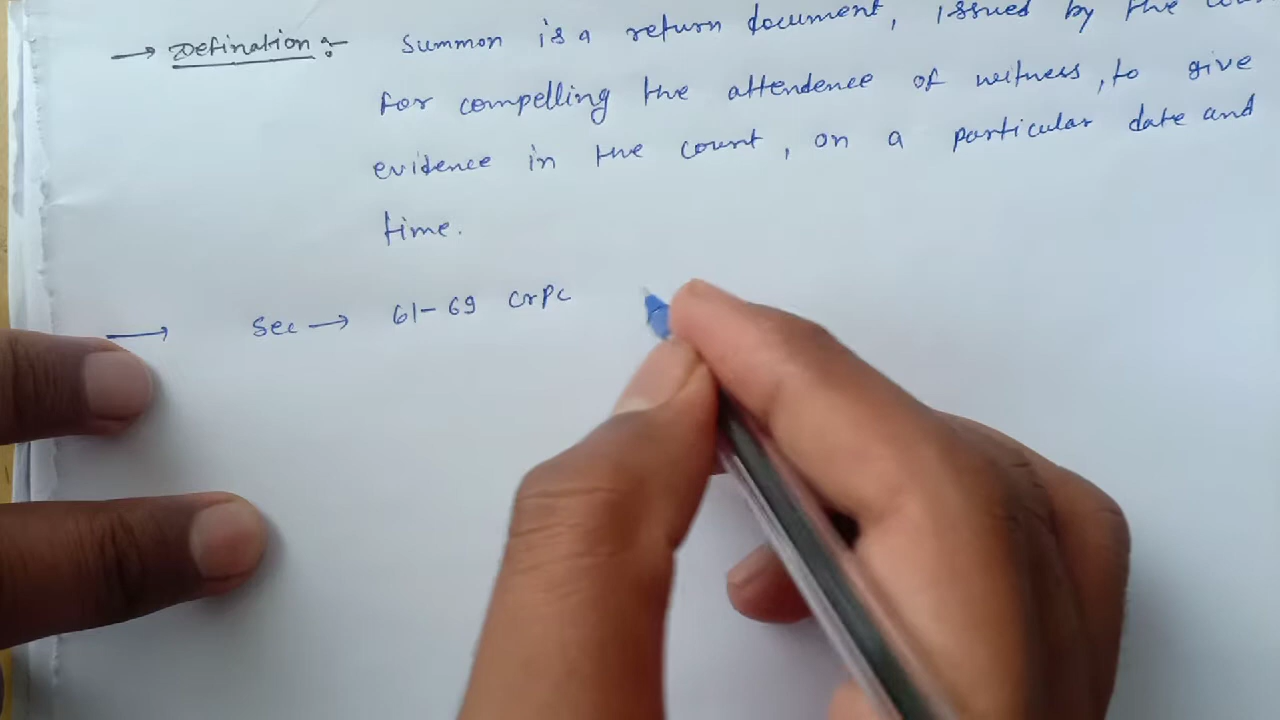 → Defination :- Summon is a return document, issued by the
for compelling the attendence of witness, to give
evidence in the count, on a particular date and
time.
→ Sec → 61-69 CrPC